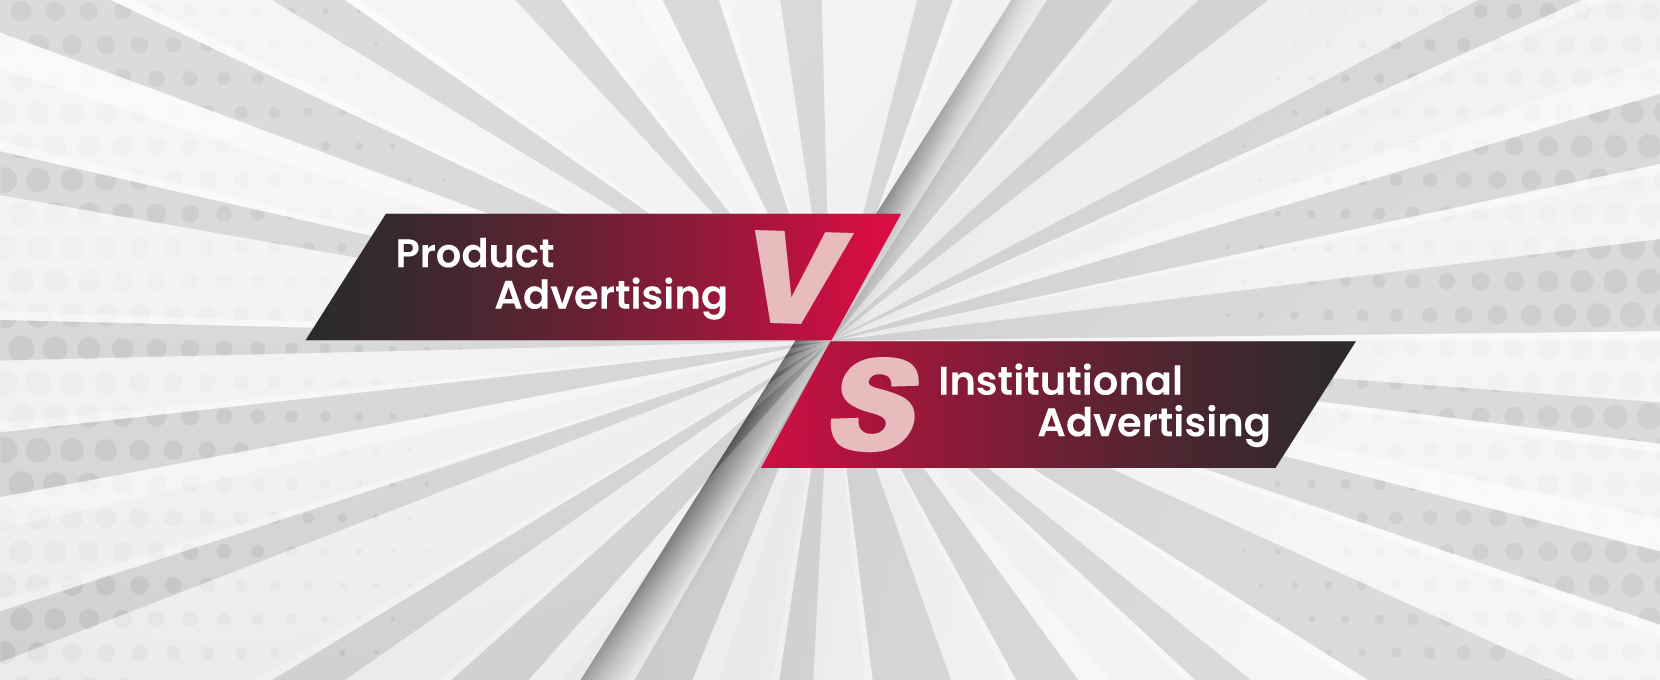 Product
Advertising
V
S
Institutional
Advertising